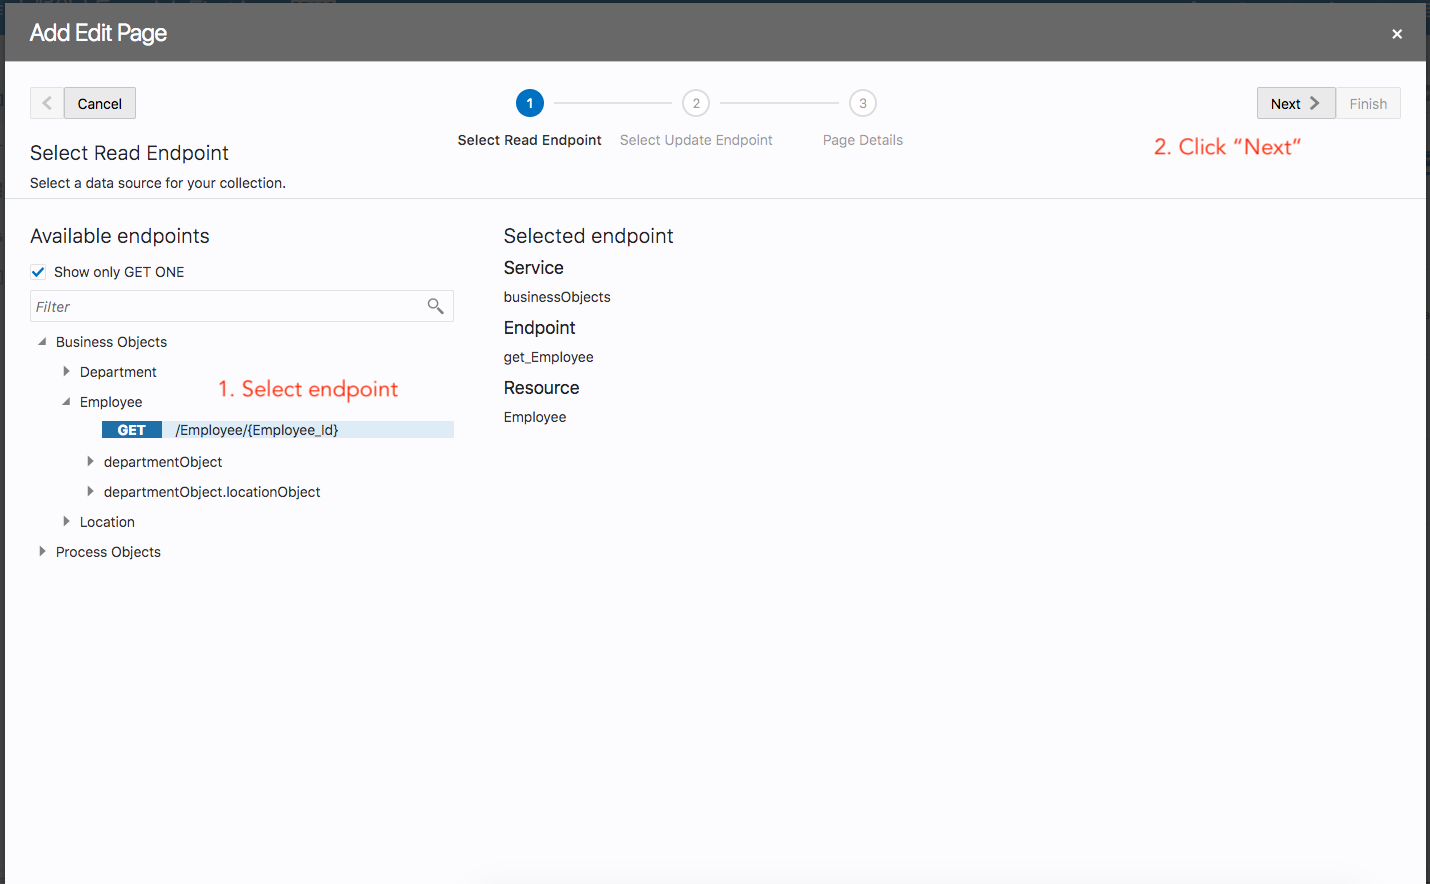 Add Edit Page
×
Cancel
1
2
3
Next
Finish
Select Read Endpoint
Select Update Endpoint
Page Details
2. Click “Next”
Select Read Endpoint
Select a data source for your collection.
Available endpoints
Show only GET ONE
Filter
Business Objects
Department
1. Select endpoint
Employee
GET /Employee/{Employee_Id}
departmentObject
departmentObject.locationObject
Location
Process Objects
Selected endpoint
Service
businessObjects
Endpoint
get_Employee
Resource
Employee